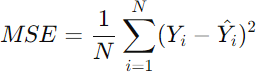 MSE = \frac{1}{N} \sum_{i=1}^{N} (Y_i - \hat{Y}_i)^2